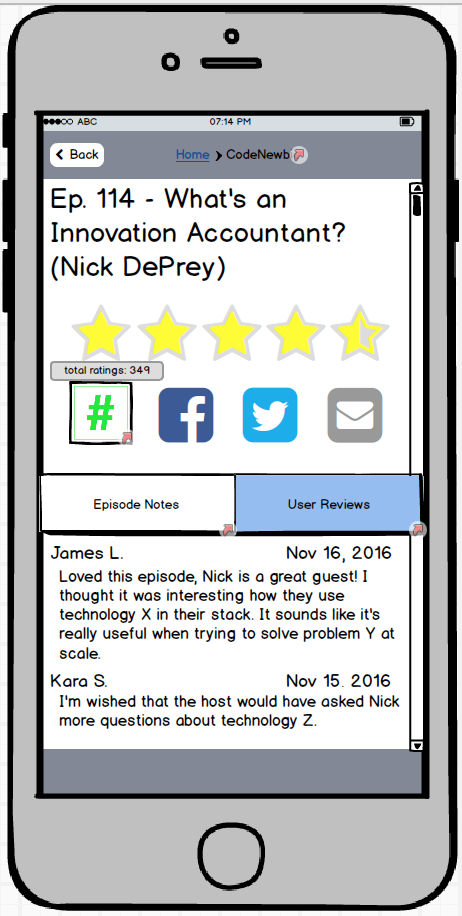 ABC 07:14 PM
Back Home > CodeNewb
Ep. 114 - What's an
Innovation Accountant?
(Nick DePrey)
total ratings: 349
#
Episode Notes User Reviews
James L. Nov 16, 2016
Loved this episode, Nick is a great guest! I
thought it was interesting how they use
technology X in their stack. It sounds like it's
really useful when trying to solve problem Y at
scale.
Kara S. Nov 15. 2016
I'm wished that the host would have asked Nick
more questions about technology Z.